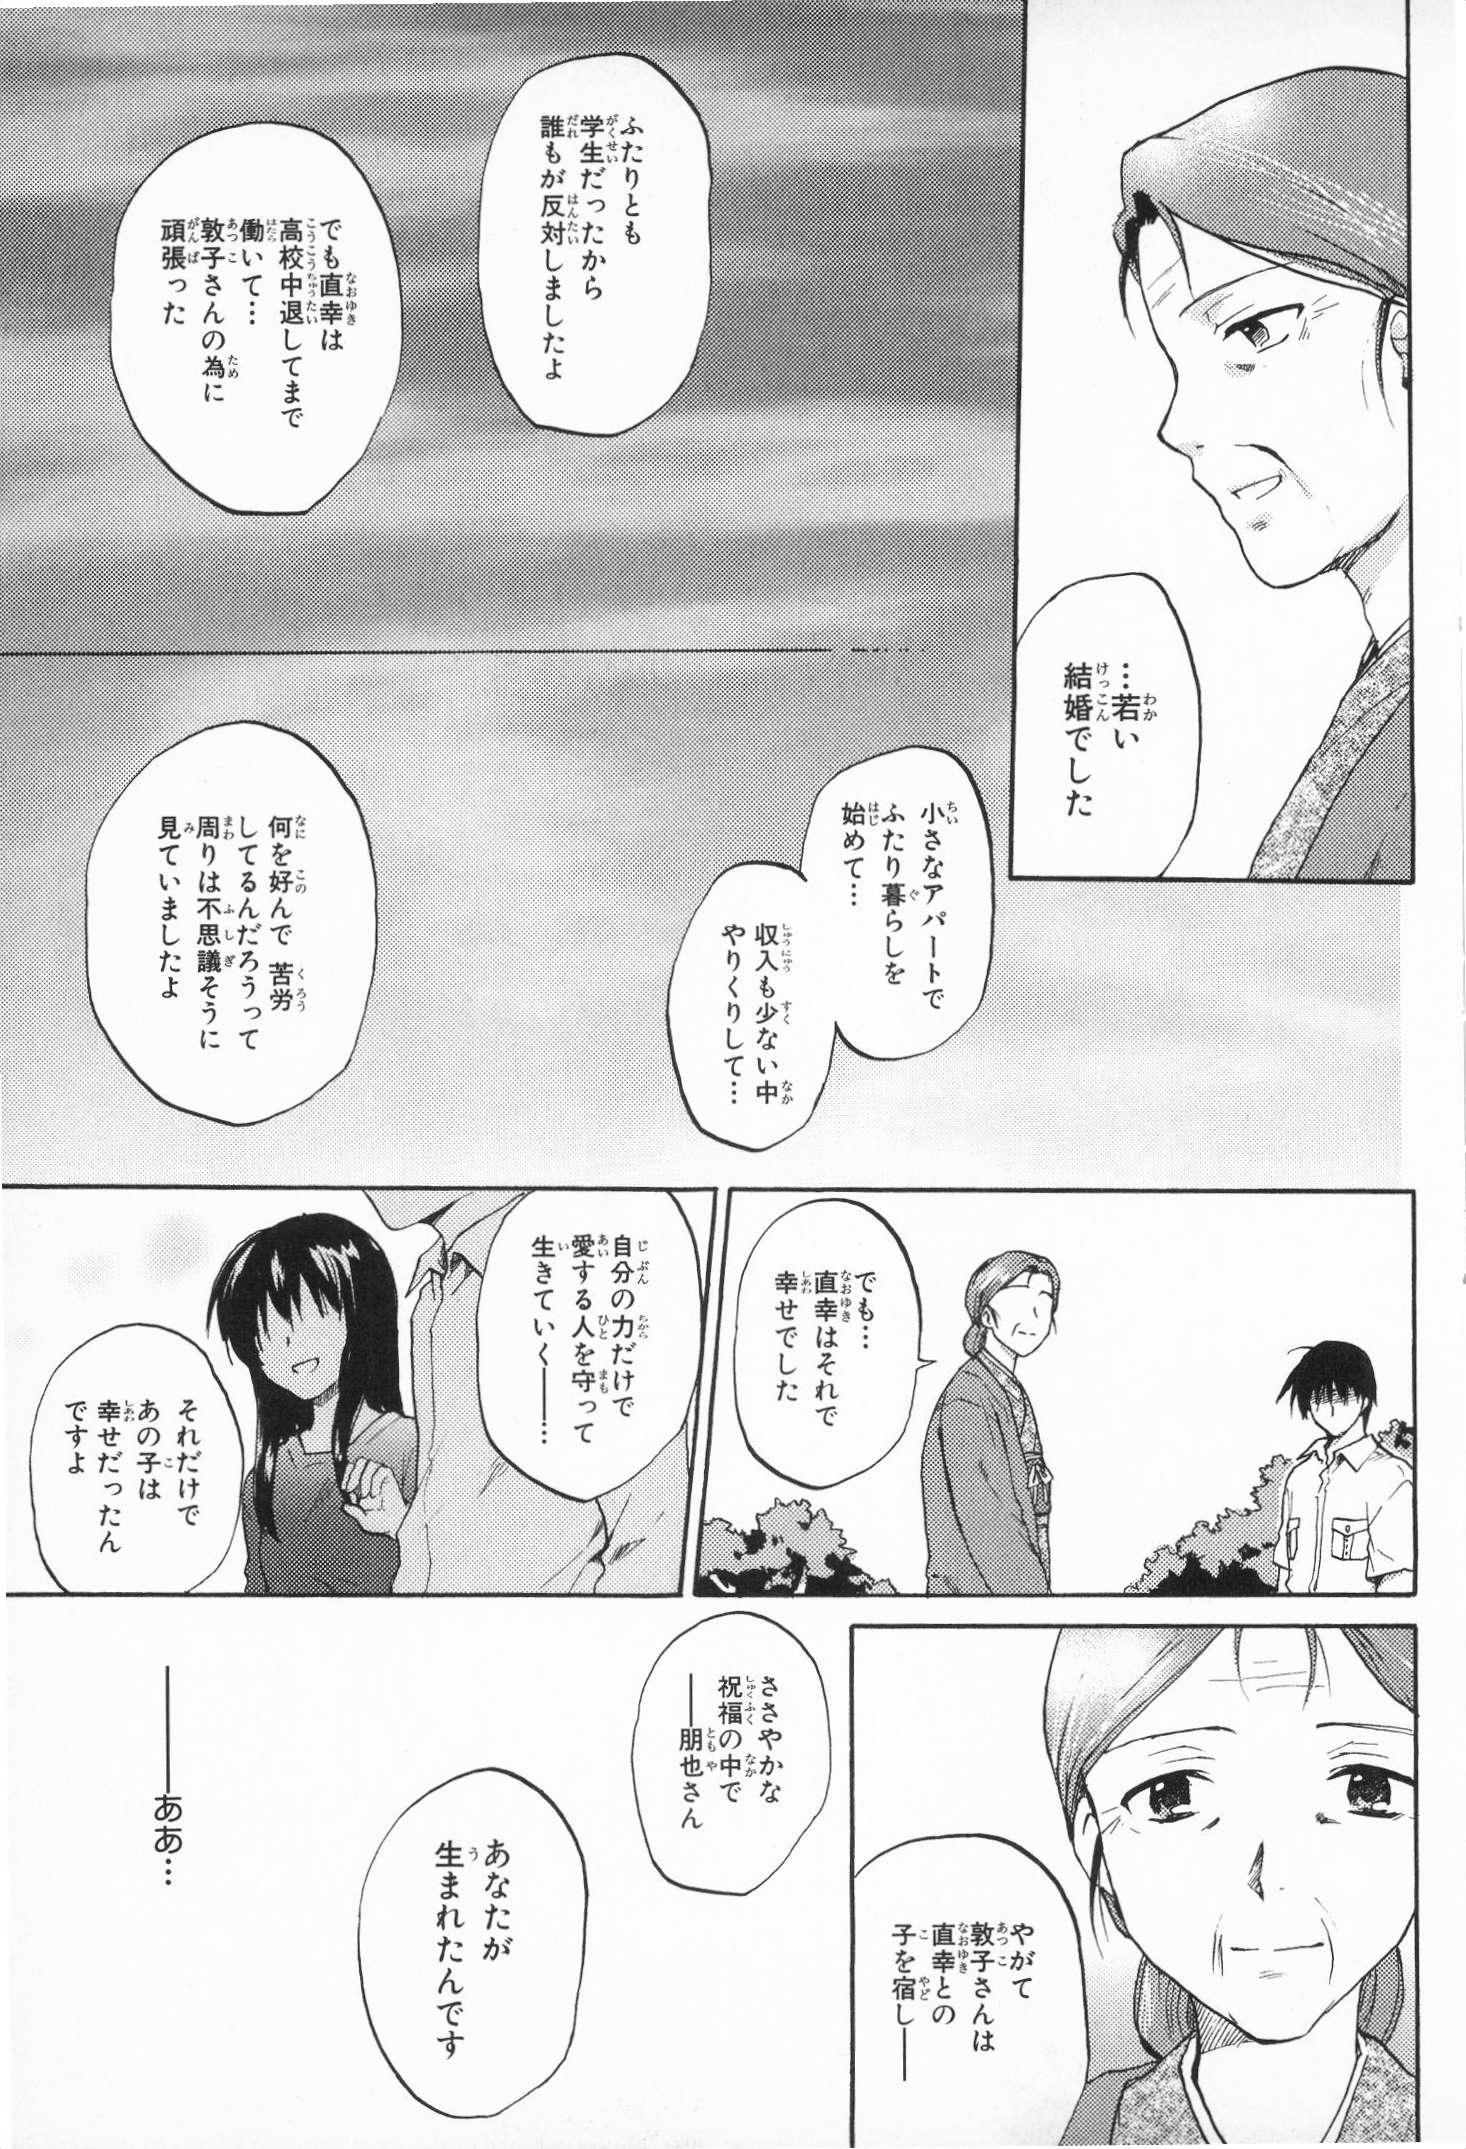 …若い
結婚でした
ふたりとも
学生だったから
誰もが反対しましたよ
でも直幸は
高校中退してまで
働いて…
敦子さんの為に
頑張った
小さなアパートで
ふたり暮らしを
始めて…
収入も少ない中
やりくりして…
何を好んで 苦労
してるんだろうって
周りは不思議そうに
見ていましたよ
でも…
直幸はそれで
幸せでした
自分の力だけで
愛する人を守って
生きていく――…
それだけで
あの子は
幸せだったん
ですよ
やがて
敦子さんは
直幸との
子を宿し――
ささやかな
祝福の中で
――朋也さん
あなたが
生まれたんです
――――ああ…